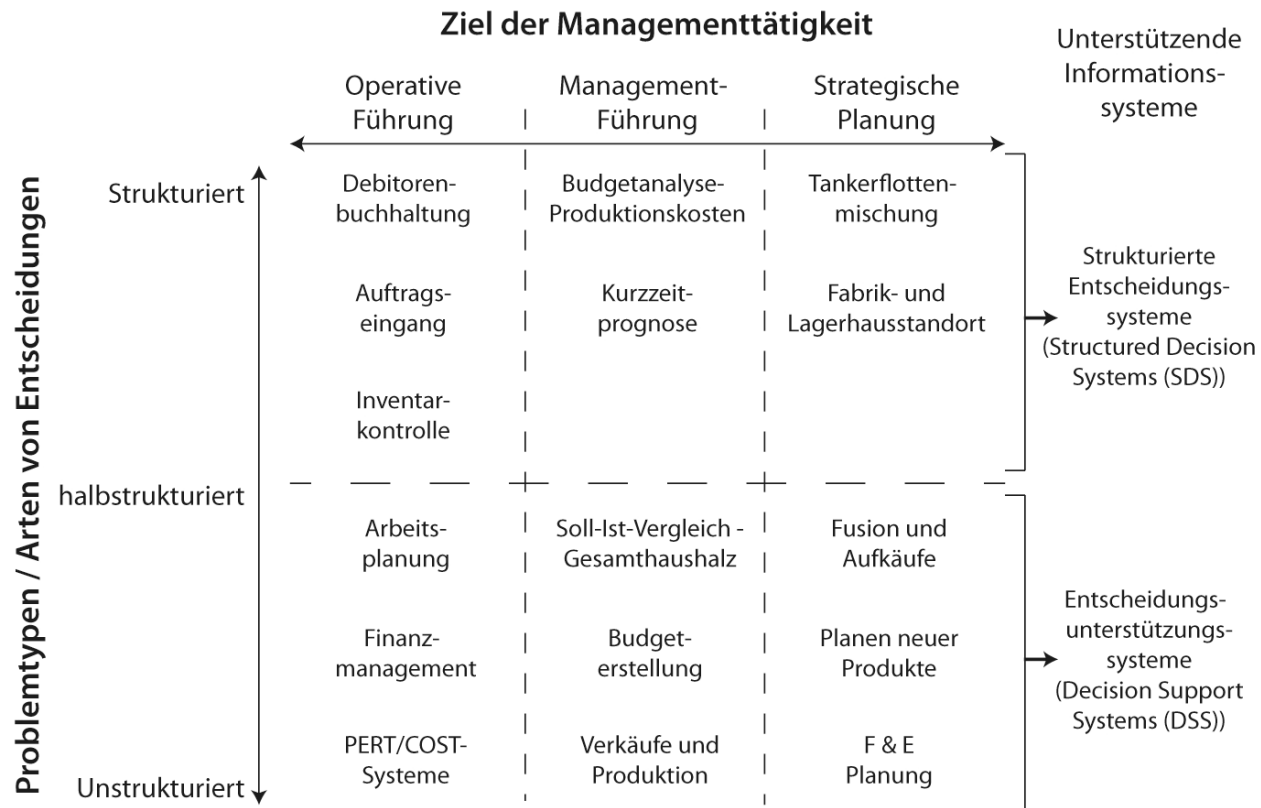 Ziel der Managementtätigkeit
Unterstützende
Informations-
systeme
Operative
Führung
Management-
Führung
Strategische
Planung
Problemtypen / Arten von Entscheidungen
Strukturiert
Debitoren-
buchhaltung
Budgetanalyse-
Produktionskosten
Tankerflotten-
mischung
Auftrags-
eingang
Kurzzeit-
prognose
Fabrik- und
Lagerhausstandort
Strukturierte
Entscheidungs-
systeme
(Structured Decision
Systems (SDS))
Inventar-
kontrolle
halbstrukturiert
Arbeits-
planung
Soll-Ist-Vergleich -
Gesamthaushalz
Fusion und
Aufkäufe
Finanz-
management
Budget-
erstellung
Planen neuer
Produkte
Entscheidungs-
unterstützungs-
systeme
(Decision Support
Systems (DSS))
PERT/COST-
Systeme
Verkäufe und
Produktion
F & E
Planung
Unstrukturiert